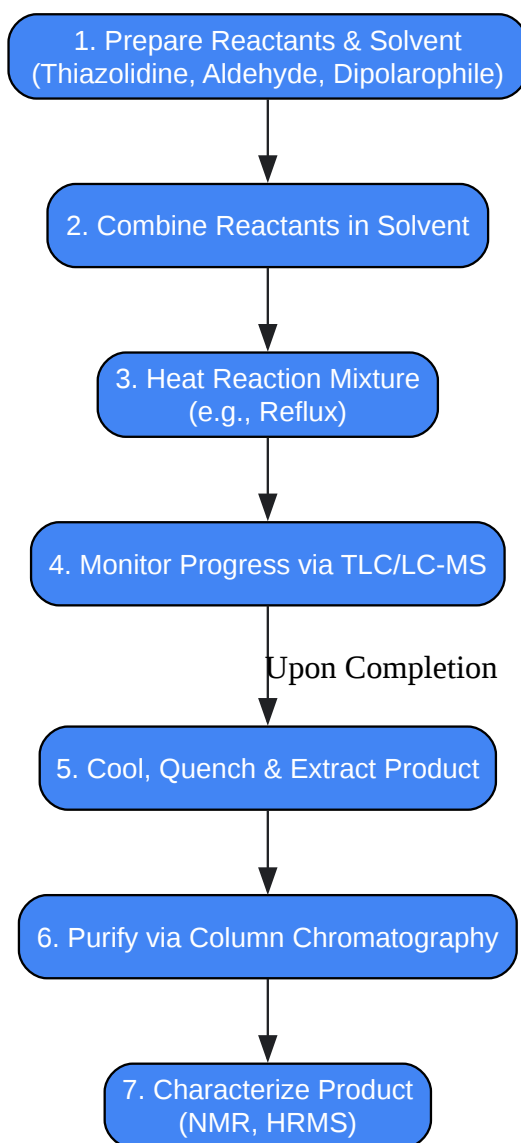 1. Prepare Reactants & Solvent
(Thiazolidine, Aldehyde, Dipolarophile)
2. Combine Reactants in Solvent
3. Heat Reaction Mixture
(e.g., Reflux)
4. Monitor Progress via TLC/LC-MS
Upon Completion
5. Cool, Quench & Extract Product
6. Purify via Column Chromatography
7. Characterize Product
(NMR, HRMS)